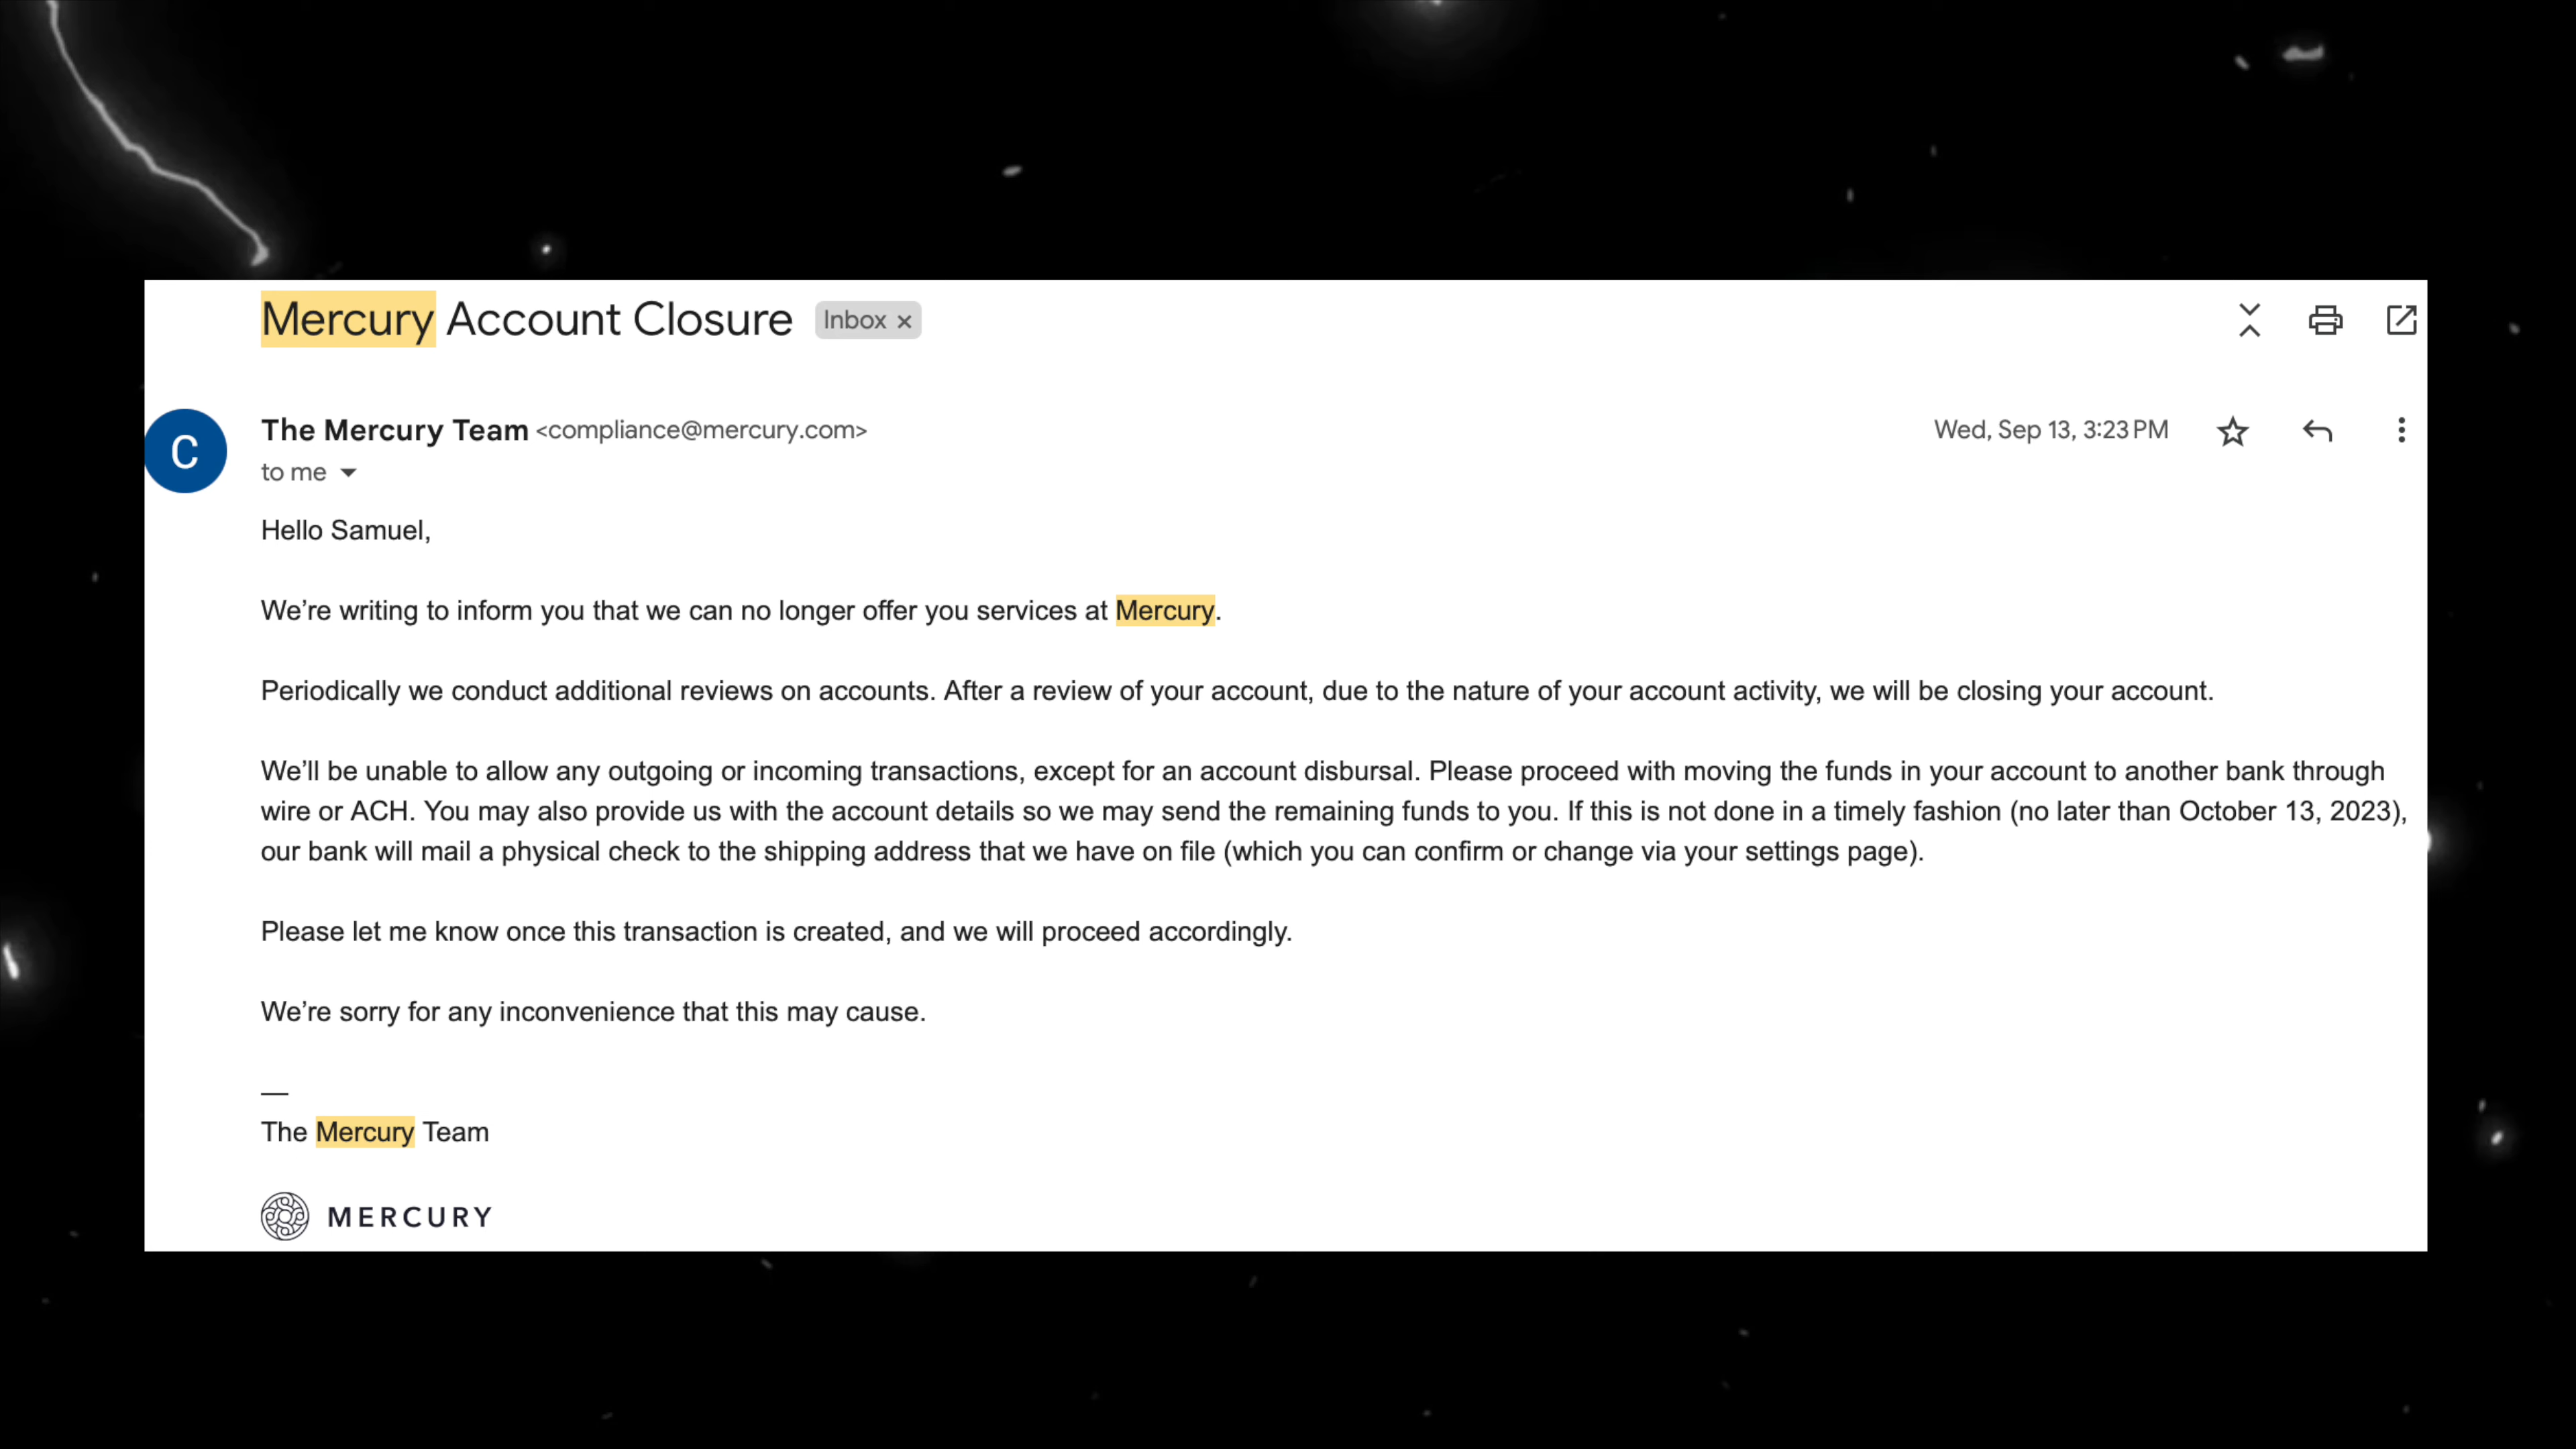 Mercury Account Closure Inbox x
The Mercury Team <compliance@mercury.com> Wed, Sep 13, 3:23 PM
C
to me
Hello Samuel,
We’re writing to inform you that we can no longer offer you services at Mercury.
Periodically we conduct additional reviews on accounts. After a review of your account, due to the nature of your account activity, we will be closing your account.
We’ll be unable to allow any outgoing or incoming transactions, except for an account disbursal. Please proceed with moving the funds in your account to another bank through
wire or ACH. You may also provide us with the account details so we may send the remaining funds to you. If this is not done in a timely fashion (no later than October 13, 2023),
our bank will mail a physical check to the shipping address that we have on file (which you can confirm or change via your settings page).
Please let me know once this transaction is created, and we will proceed accordingly.
We’re sorry for any inconvenience that this may cause.
—
The Mercury Team
MERCURY